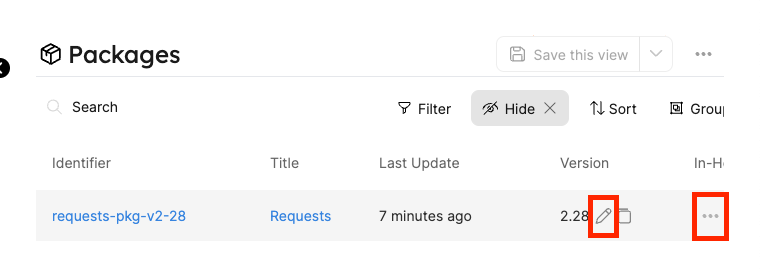 Packages
Save this view
Search
Filter
Hide
Sort
Group
Identifier
Title
Last Update
Version
In-Ho
requests-pkg-v2-28
Requests
7 minutes ago
2.28